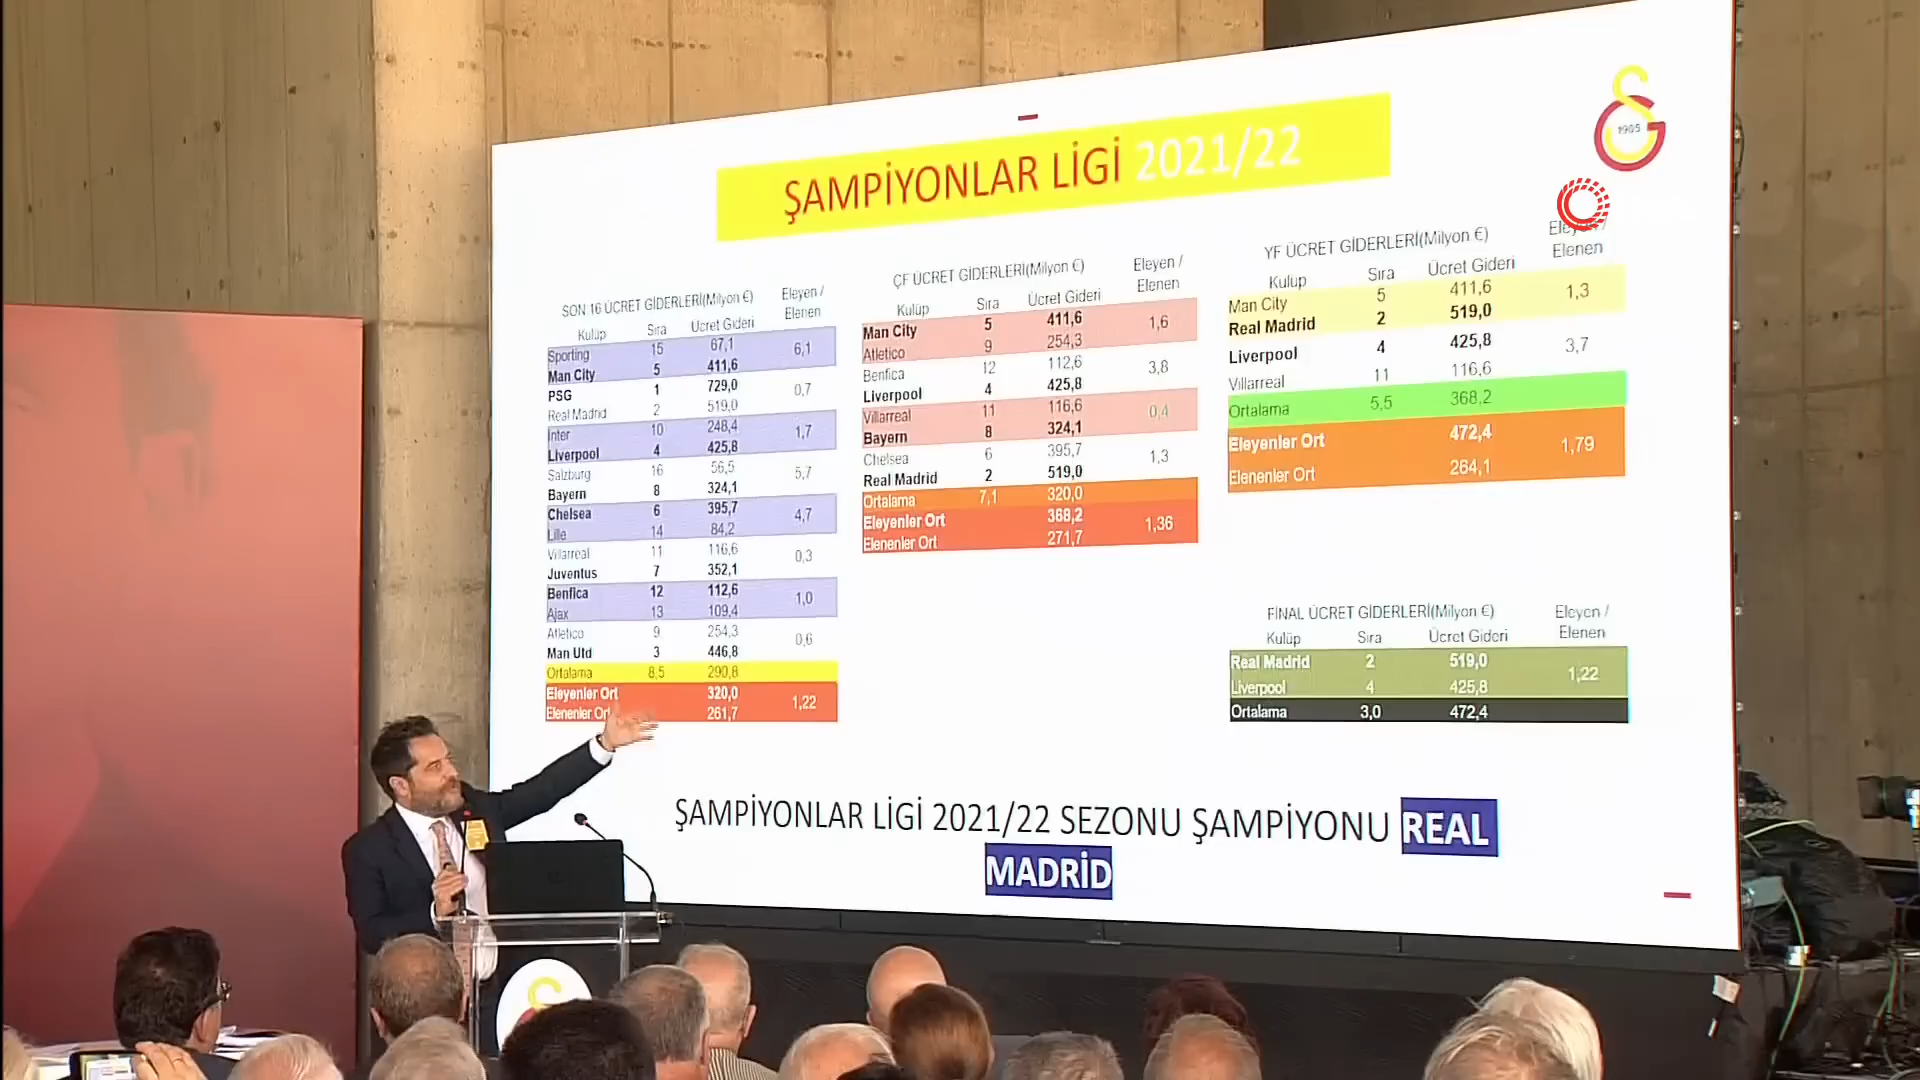 ŞAMPİYONLAR LİGİ 2021/22
1905
SON 16 ÜCRET GİDERLERİ(Milyon €) Eleyen / Elenen
Kulüp Sıra Ücret Gideri
Sporting 15 67,1 6,1
Man City 5 411,6
PSG 1 729,0 0,7
Real Madrid 2 519,0
Inter 10 248,4 1,7
Liverpool 4 425,8
Salzburg 16 56,5 5,7
Bayern 8 324,1
Chelsea 6 395,7 4,7
Lille 14 84,2
Villarreal 11 116,6 0,3
Juventus 7 352,1
Benfica 12 112,6 1,0
Ajax 13 109,4
Atletico 9 254,3 0,6
Man Utd 3 446,8
Ortalama 8,5 290,8
Eleyenler Ort 320,0 1,22
Elenenler Ort 261,7
ÇF ÜCRET GİDERLERİ(Milyon €) Eleyen / Elenen
Kulüp Sıra Ücret Gideri
Man City 5 411,6 1,6
Atletico 9 254,3
Benfica 12 112,6 3,8
Liverpool 4 425,8
Villarreal 11 116,6 0,4
Bayern 8 324,1
Chelsea 6 395,7 1,3
Real Madrid 2 519,0
Ortalama 7,1 320,0
Eleyenler Ort 368,2 1,36
Elenenler Ort 271,7
YF ÜCRET GİDERLERİ(Milyon €) Eleyen / Elenen
Kulüp Sıra Ücret Gideri
Man City 5 411,6 1,3
Real Madrid 2 519,0
Liverpool 4 425,8 3,7
Villarreal 11 116,6
Ortalama 5,5 368,2
Eleyenler Ort 472,4 1,79
Elenenler Ort 264,1
FİNAL ÜCRET GİDERLERİ(Milyon €) Eleyen / Elenen
Kulüp Sıra Ücret Gideri
Real Madrid 2 519,0 1,22
Liverpool 4 425,8
Ortalama 3,0 472,4
ŞAMPİYONLAR LİGİ 2021/22 SEZONU ŞAMPİYONU REAL
MADRİD